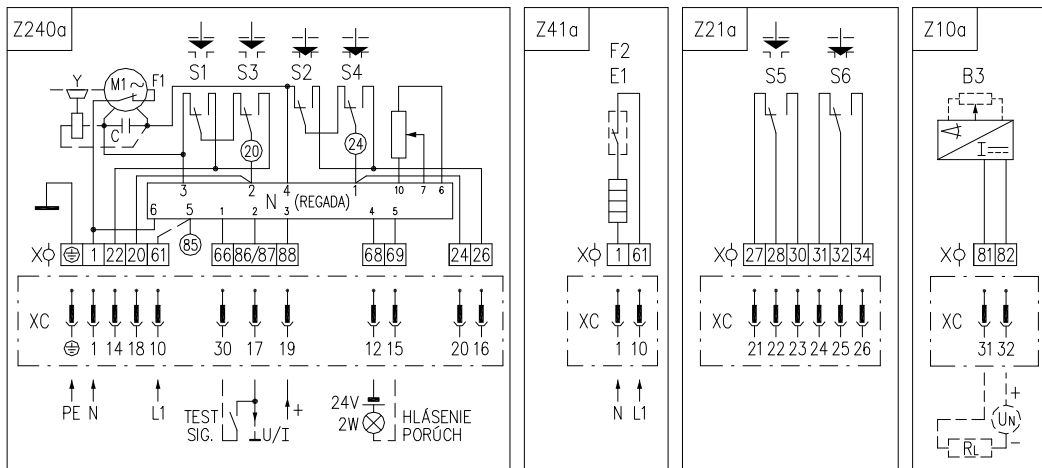 Z240a
S1 S3 S2 S4
Y M1 ~ F1
C
20 24
3 2 4 1 10 7 6
N (REGADA)
6 5 1 2 3 4 5
85
X 1 22 20 61 66 86/87 88 68 69 24 26
XC
1 14 18 10 30 17 19 12 15 20 16
PE N L1
TEST SIG.
U/I
+
24V
2W
HLÁSENIE
PORÚCH
Z41a
F2
E1
X 1 61
XC
1 10
N L1
Z21a
S5 S6
X 27 28 30 31 32 34
XC
21 22 23 24 25 26
Z10a
B3
I
X 81 82
XC
31 32
+
UN
−
RL